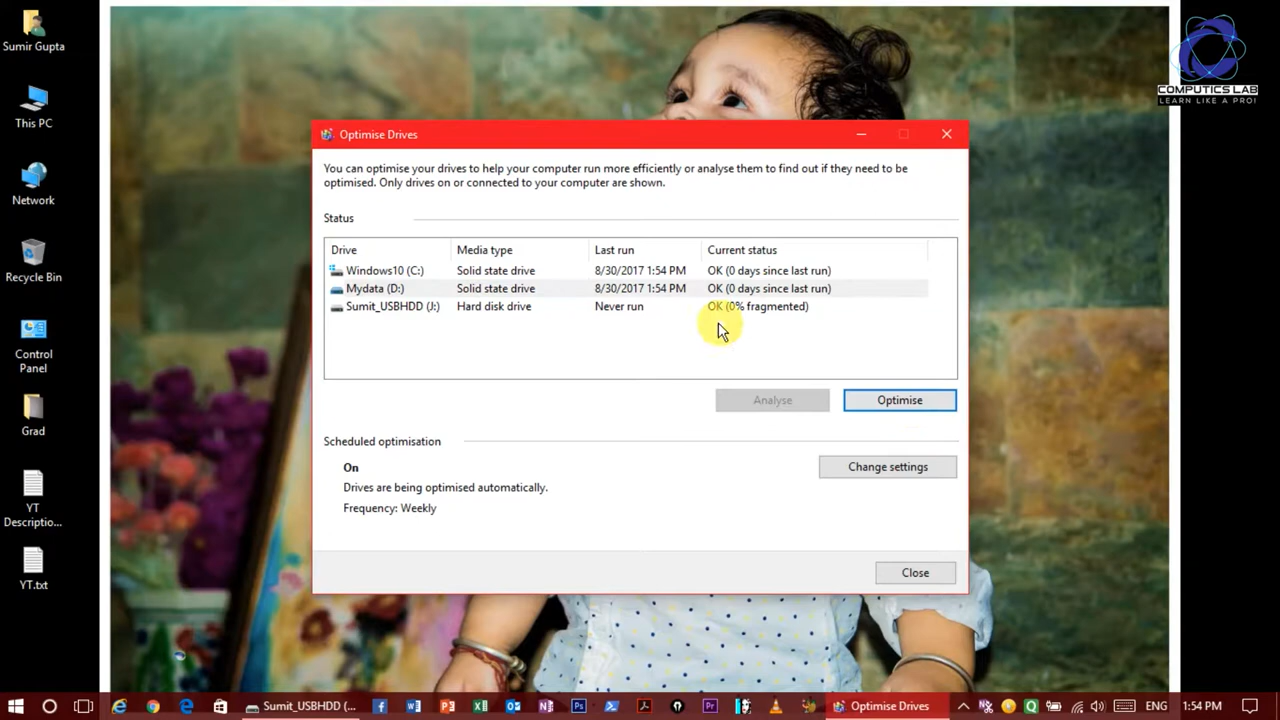 Sumir Gupta
This PC
Network
Recycle Bin
Control
Panel
Grad
YT
Descriptio...
YT.txt
COMPUTICS LAB
LEARN LIKE A PRO!
Optimise Drives
You can optimise your drives to help your computer run more efficiently or analyse them to find out if they need to be
optimised. Only drives on or connected to your computer are shown.
Status
Drive Media type Last run Current status
Windows10 (C:) Solid state drive 8/30/2017 1:54 PM OK (0 days since last run)
Mydata (D:) Solid state drive 8/30/2017 1:54 PM OK (0 days since last run)
Sumit_USBHDD (J:) Hard disk drive Never run OK (0% fragmented)
Analyse Optimise
Scheduled optimisation
On
Change settings
Drives are being optimised automatically.
Frequency: Weekly
Close
Sumit_USBHDD (... Optimise Drives ENG 1:54 PM